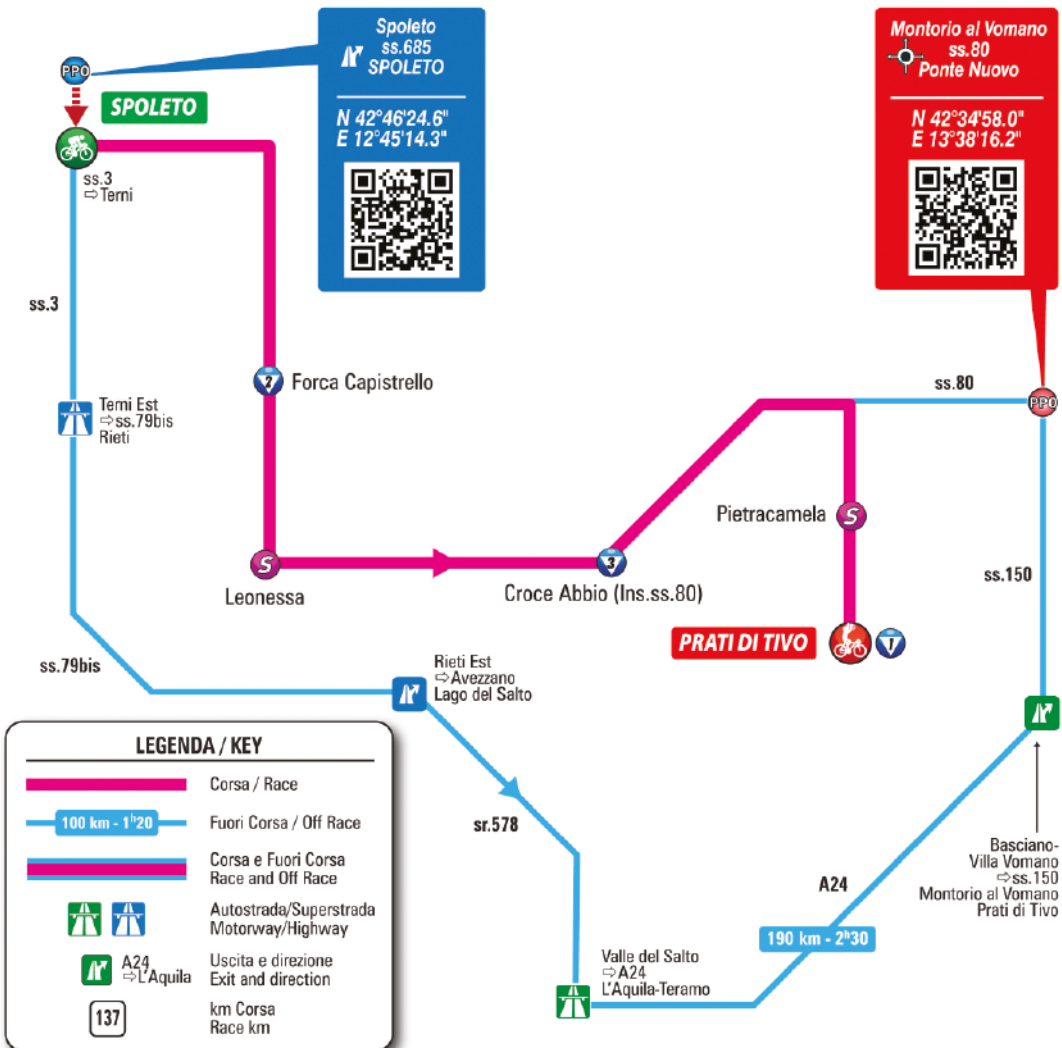 Spoleto
ss.685
SPOLETO
N 42°46'24.6"
E 12°45'14.3"
Montorio al Vomano
ss.80
Ponte Nuovo
N 42°34'58.0"
E 13°38'16.2"
PPO
SPOLETO
ss.3
⇨Terni
ss.3
2
Forca Capistrello
ss.80
PPO
Terni Est
⇨ss.79bis
Rieti
Pietracamela
S
S
Leonessa
3
Croce Abbio (Ins.ss.80)
ss.150
PRATI DI TIVO
1
ss.79bis
Rieti Est
⇨Avezzano
Lago del Salto
sr.578
A24
190 km - 2h30
Basciano-
Villa Vomano
⇨ss.150
Montorio al Vomano
Prati di Tivo
Valle del Salto
⇨A24
L'Aquila-Teramo
LEGENDA / KEY
Corsa / Race
100 km - 1h20
Fuori Corsa / Off Race
Corsa e Fuori Corsa
Race and Off Race
Autostrada/Superstrada
Motorway/Highway
A24
⇨L'Aquila
Uscita e direzione
Exit and direction
137
km Corsa
Race km